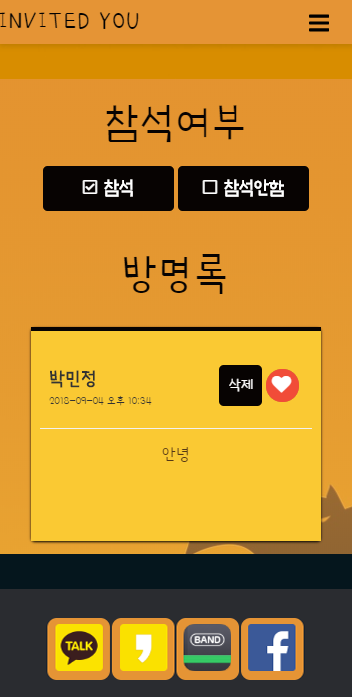 INVITED YOU
참석여부
참석 참석안함
방명록
박민정
2018-09-04 오후 10:34
삭제
안녕
TALK
BAND